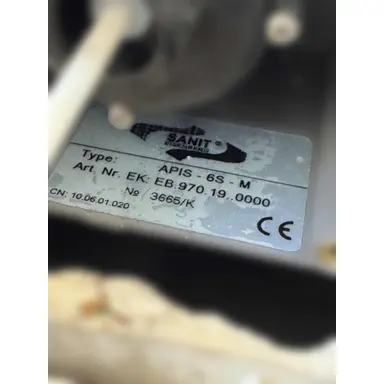 SANIT
Type: APIS - 6S - M
Art. Nr. EK: EB.970.19..0000
№ 3665/K
CN: 10.06.01.020
CE